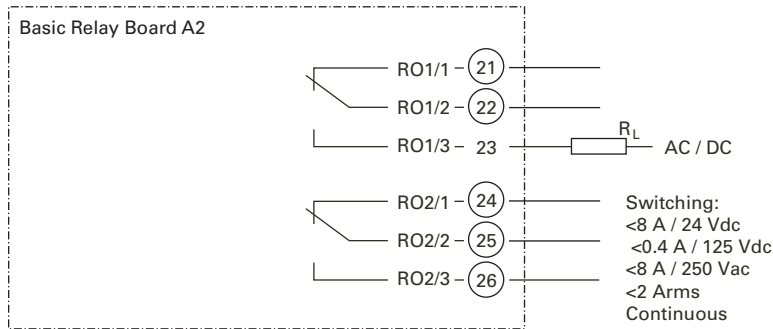 Basic Relay Board A2
RO1/1 21
RO1/2 22
RO1/3 23 R_L AC / DC
RO2/1 24
RO2/2 25
RO2/3 26
Switching:
<8 A / 24 Vdc
<0.4 A / 125 Vdc
<8 A / 250 Vac
<2 Arms
Continuous